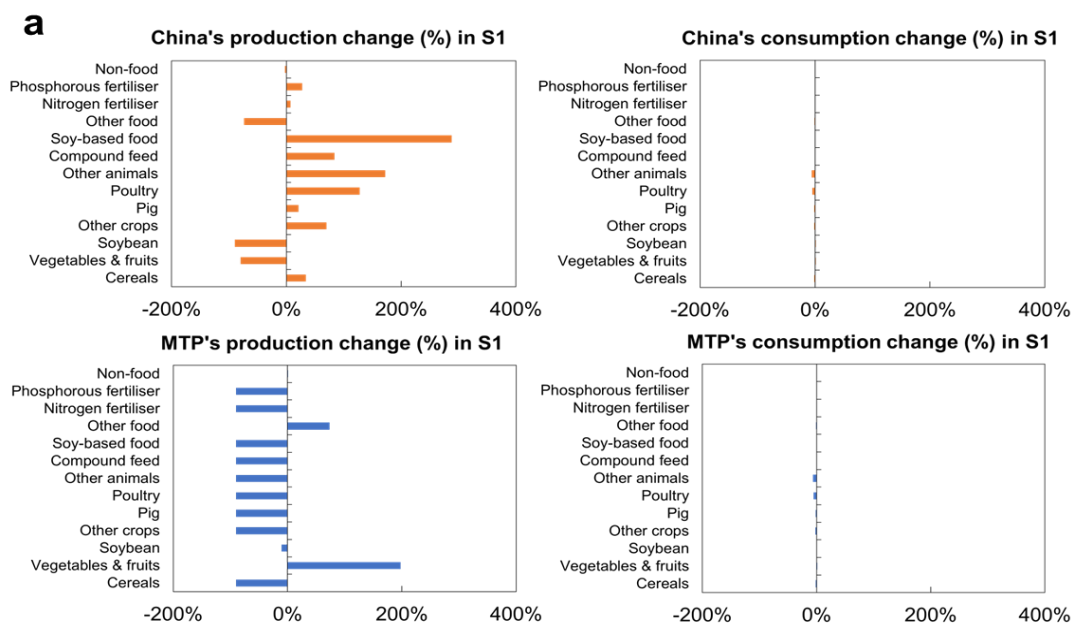 a
China's production change (%) in S1
Non-food
Phosphorous fertiliser
Nitrogen fertiliser
Other food
Soy-based food
Compound feed
Other animals
Poultry
Pig
Other crops
Soybean
Vegetables & fruits
Cereals
-200% 0% 200% 400%
China's consumption change (%) in S1
Non-food
Phosphorous fertiliser
Nitrogen fertiliser
Other food
Soy-based food
Compound feed
Other animals
Poultry
Pig
Other crops
Soybean
Vegetables & fruits
Cereals
-200% 0% 200% 400%
MTP's production change (%) in S1
Non-food
Phosphorous fertiliser
Nitrogen fertiliser
Other food
Soy-based food
Compound feed
Other animals
Poultry
Pig
Other crops
Soybean
Vegetables & fruits
Cereals
-200% 0% 200% 400%
MTP's consumption change (%) in S1
Non-food
Phosphorous fertiliser
Nitrogen fertiliser
Other food
Soy-based food
Compound feed
Other animals
Poultry
Pig
Other crops
Soybean
Vegetables & fruits
Cereals
-200% 0% 200% 400%